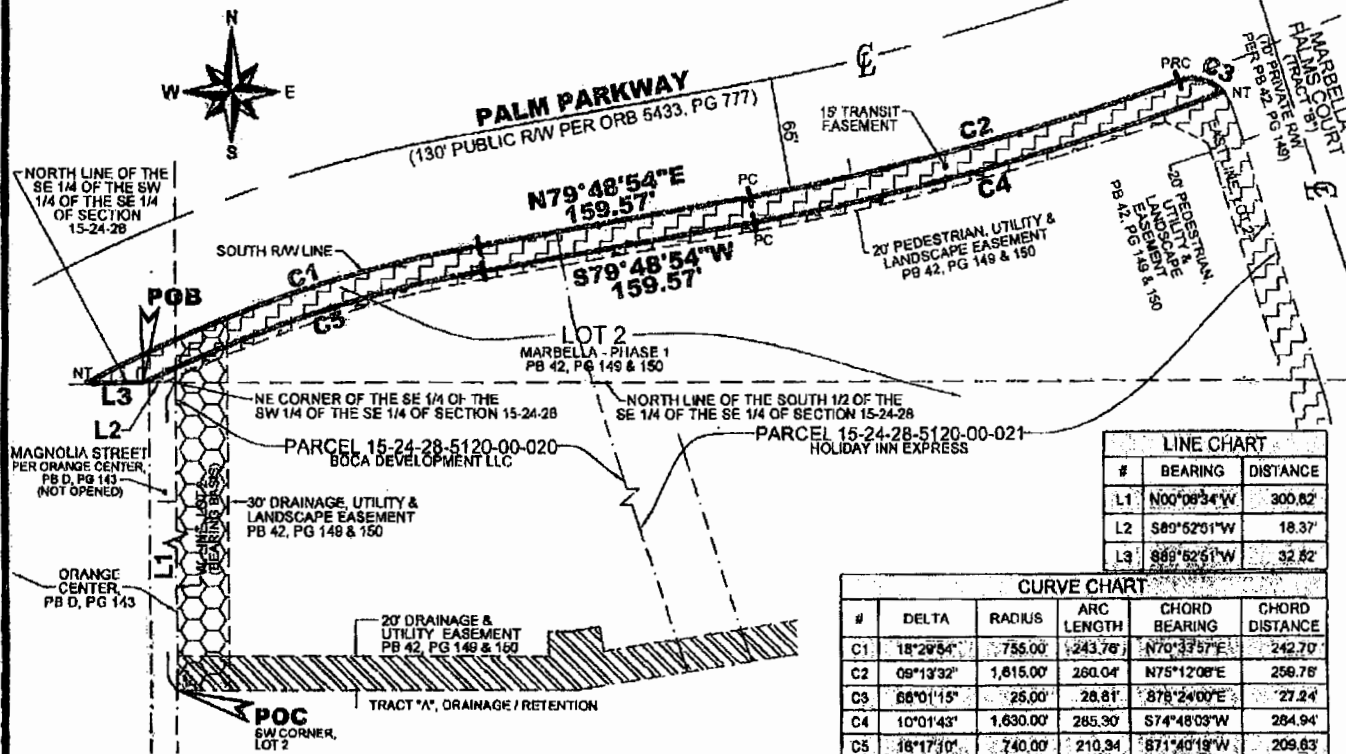 N
W E
S
PALM PARKWAY
(130' PUBLIC R/W PER ORB 5433, PG 777)
℄
65'
15' TRANSIT
EASEMENT
PRC
C3
NT
MARBELLA
PALMS COURT
(TRACT "B")
(70' PRIVATE R/W
PER PB 42, PG 149)
℄
NORTH LINE OF THE
SE 1/4 OF THE SW
1/4 OF THE SE 1/4
OF SECTION
15-24-28
SOUTH R/W LINE
N79°48'54"E
159.57'
PC
C2
C4
S79°48'54"W
159.57'
PC
20' PEDESTRIAN, UTILITY &
LANDSCAPE EASEMENT
PB 42, PG 149 & 150
20' PEDESTRIAN,
UTILITY &
LANDSCAPE
EASEMENT
PB 42, PG 149 & 150
EAST LINE LOT 2
C1
C5
POB
NT
L3
L2
LOT 2
MARBELLA - PHASE 1
PB 42, PG 149 & 150
NE CORNER OF THE SE 1/4 OF THE
SW 1/4 OF THE SE 1/4 OF SECTION 15-24-28
NORTH LINE OF THE SOUTH 1/2 OF THE
SE 1/4 OF THE SE 1/4 OF SECTION 15-24-28
PARCEL 15-24-28-5120-00-020
BOCA DEVELOPMENT LLC
PARCEL 15-24-28-5120-00-021
HOLIDAY INN EXPRESS
MAGNOLIA STREET
PER ORANGE CENTER,
PB D, PG 143
(NOT OPENED)
30' DRAINAGE, UTILITY &
LANDSCAPE EASEMENT
PB 42, PG 149 & 150
L1
LOT 2
(BEARING BASIS)
ORANGE
CENTER,
PB D, PG 143
20' DRAINAGE &
UTILITY EASEMENT
PB 42, PG 149 & 150
TRACT "A", DRAINAGE / RETENTION
POC
SW CORNER,
LOT 2
LINE CHART
# BEARING DISTANCE
L1 N00°08'34"W 300.62'
L2 S89°52'51"W 18.37'
L3 S89°52'51"W 32.82'
CURVE CHART
# DELTA RADIUS ARC LENGTH CHORD BEARING CHORD DISTANCE
C1 18°29'54" 755.00' 243.76' N70°33'57"E 242.70'
C2 09°13'32" 1,615.00' 260.04' N75°12'08"E 259.76'
C3 66°01'15" 25.00' 28.81' S76°24'00"E 27.24'
C4 10°01'43" 1,630.00' 285.30' S74°48'03"W 284.94'
C5 16°17'10" 740.00' 210.34' S71°40'19"W 209.63'